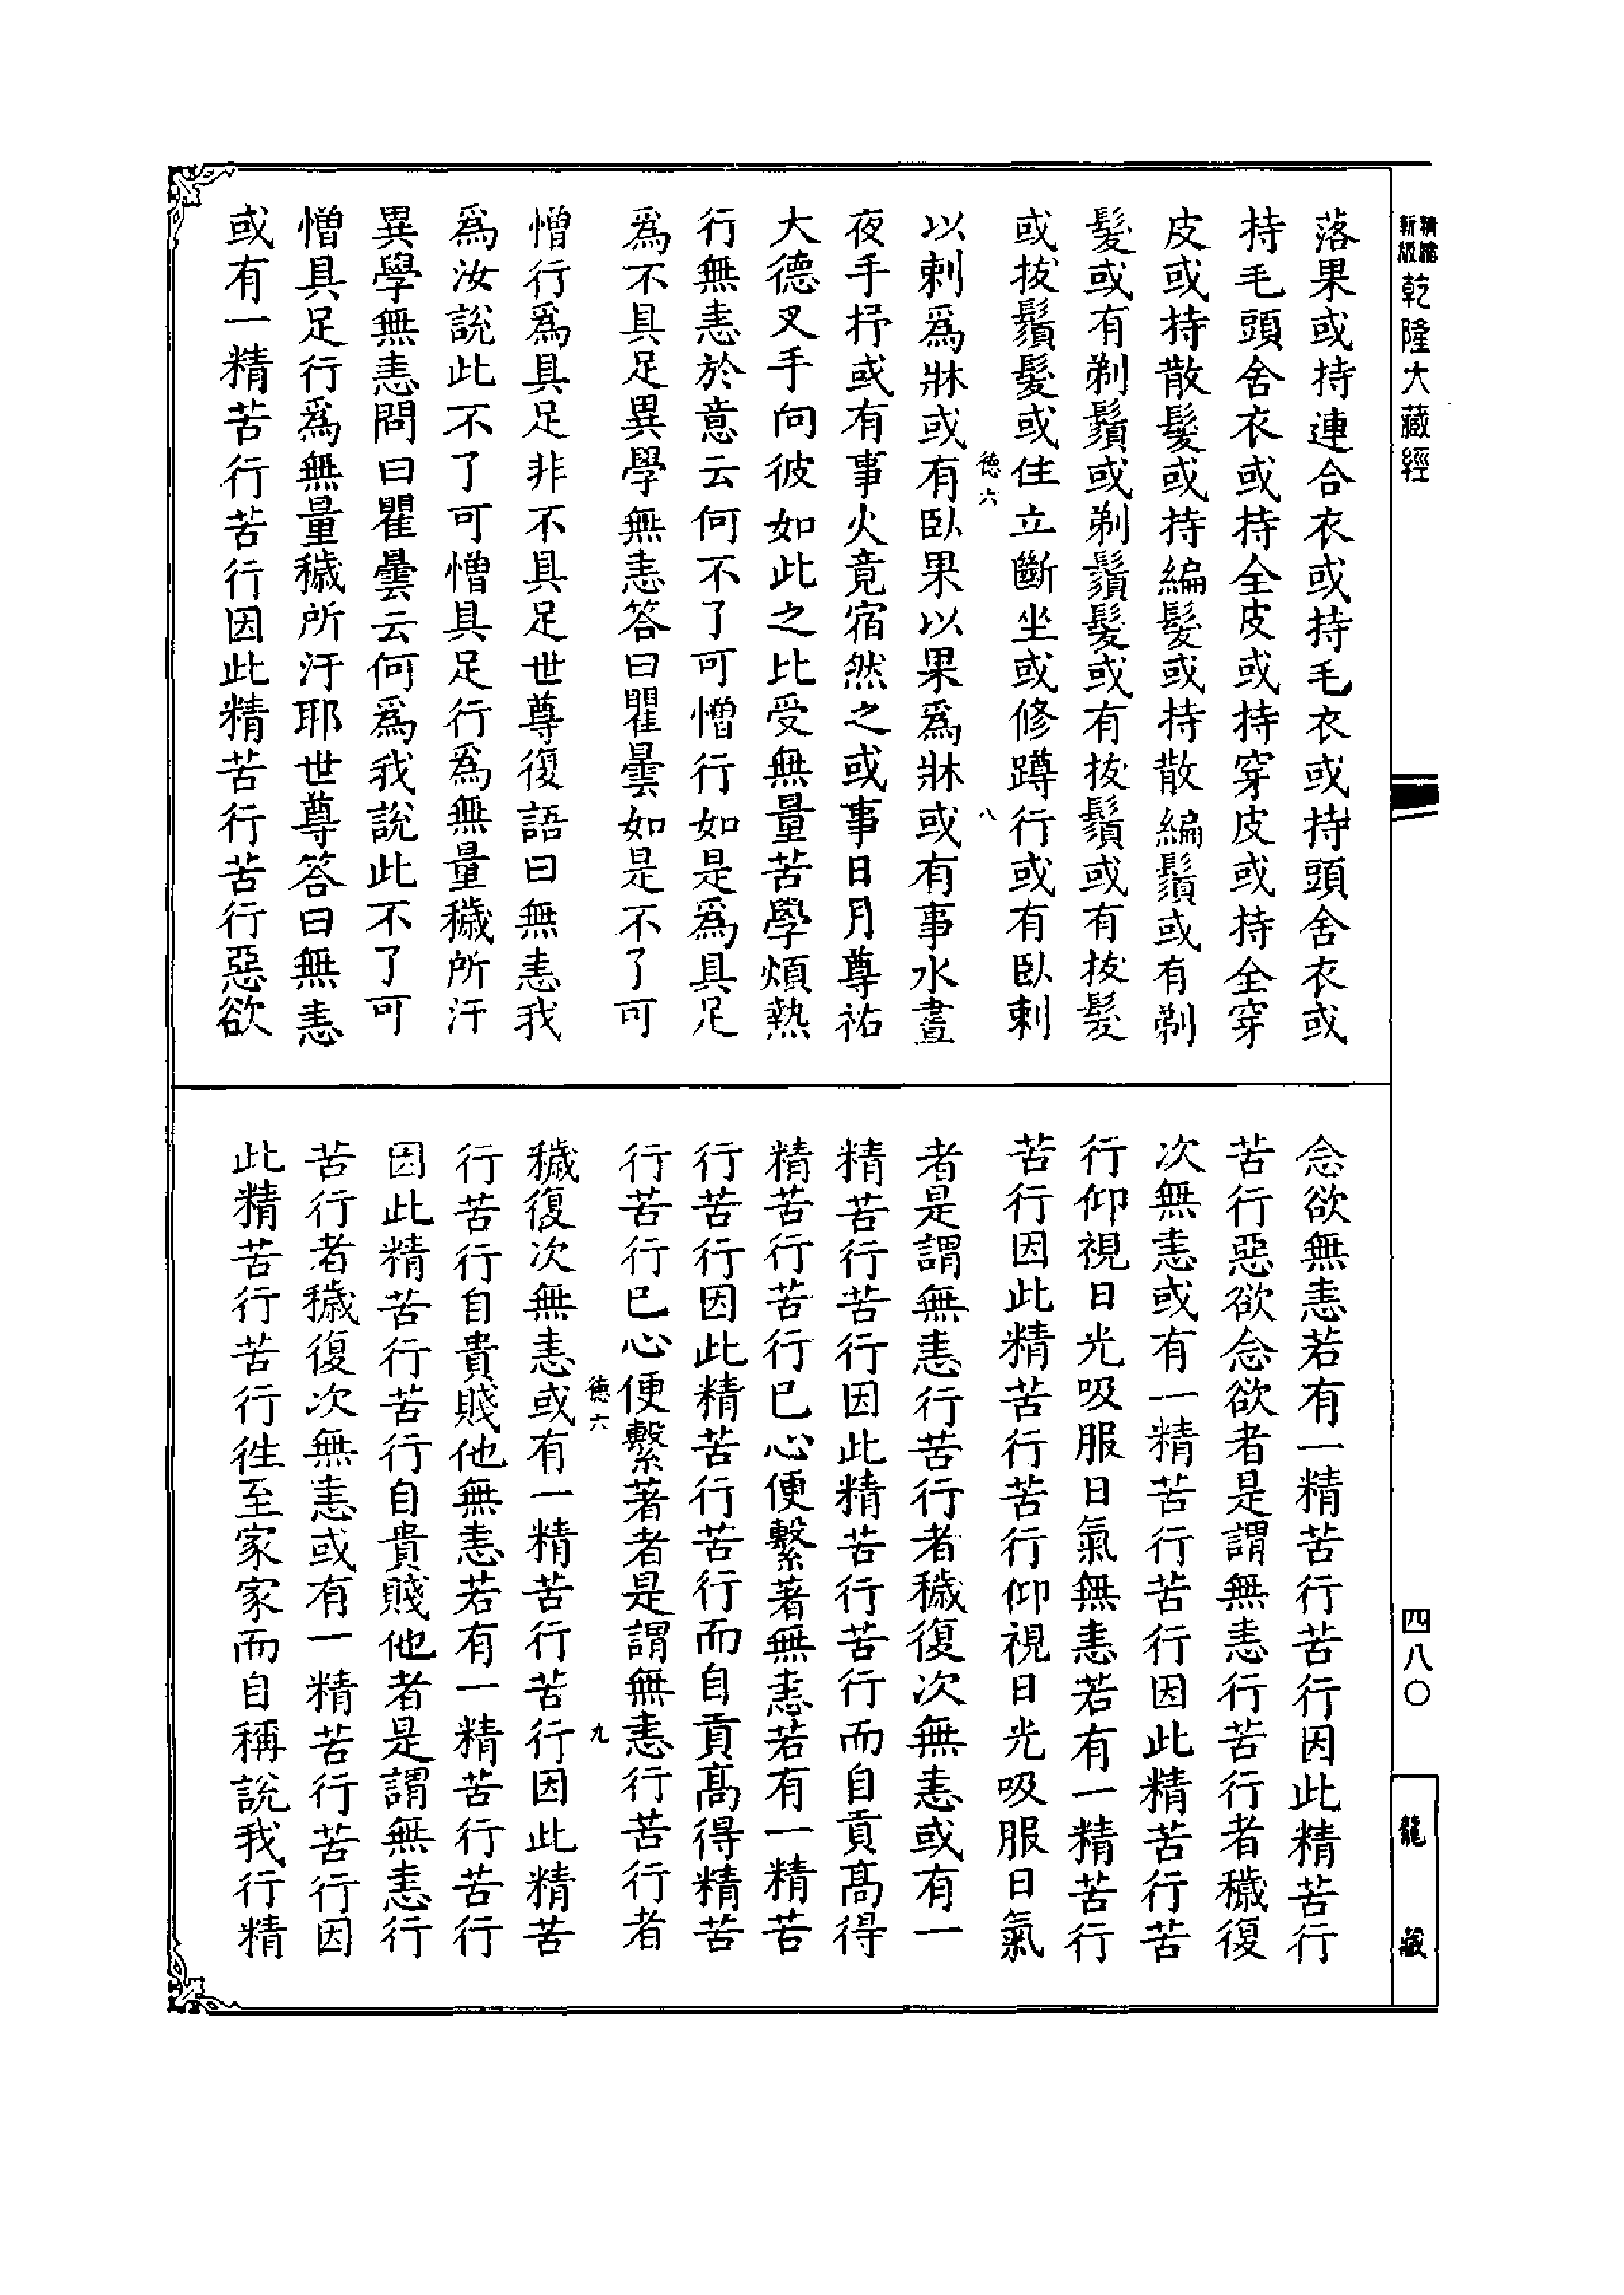 精縮
新版
乾隆大藏經
落果或持連合衣或持毛衣或持頭舍衣或
持毛頭舍衣或持全皮或持穿皮或持全穿
皮或持散髮或持編髮或持散編鬚或有剃
髮或有剃鬚或剃鬚髮或有拔鬚或有拔髮
或拔鬚髮或住立斷坐或修蹲行或有臥刺
德六
八
以刺爲牀或有臥果以果爲牀或有事水晝
夜手抒或有事火竟宿然之或事日月尊祐
大德叉手向彼如此之比受無量苦學煩熱
行無恚於意云何不了可憎行如是爲具足
爲不具足異學無恚答曰瞿曇如是不了可
憎行爲具足非不具足世尊復語曰無恚我
爲汝說此不了可憎具足行爲無量穢所汙
異學無恚問曰瞿曇云何爲我說此不了可
憎具足行爲無量穢所汙耶世尊答曰無恚
或有一精苦行苦行因此精苦行苦行惡欲
念欲無恚若有一精苦行苦行因此精苦行
苦行惡欲念欲者是謂無恚行苦行者穢復
次無恚或有一精苦行苦行因此精苦行苦
行仰視日光吸服日氣無恚若有一精苦行
苦行因此精苦行苦行仰視日光吸服日氣
者是謂無恚行苦行者穢復次無恚或有一
精苦行苦行因此精苦行苦行而自貢高得
精苦行苦行已心便繫著無恚若有一精苦
行苦行因此精苦行苦行而自貢高得精苦
行苦行已心便繫著者是謂無恚行苦行者
德六
九
穢復次無恚或有一精苦行苦行因此精苦
行苦行自貴賤他無恚若有一精苦行苦行
因此精苦行苦行自貴賤他者是謂無恚行
苦行者穢復次無恚或有一精苦行苦行因
此精苦行苦行往至家家而自稱說我行精
四八〇
龍藏